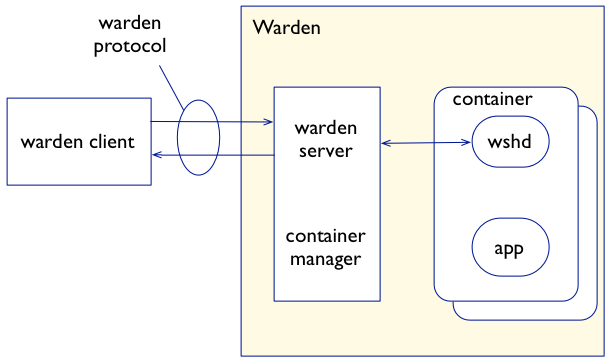 warden
protocol
Warden
warden client
warden
server
container
manager
container
wshd
app